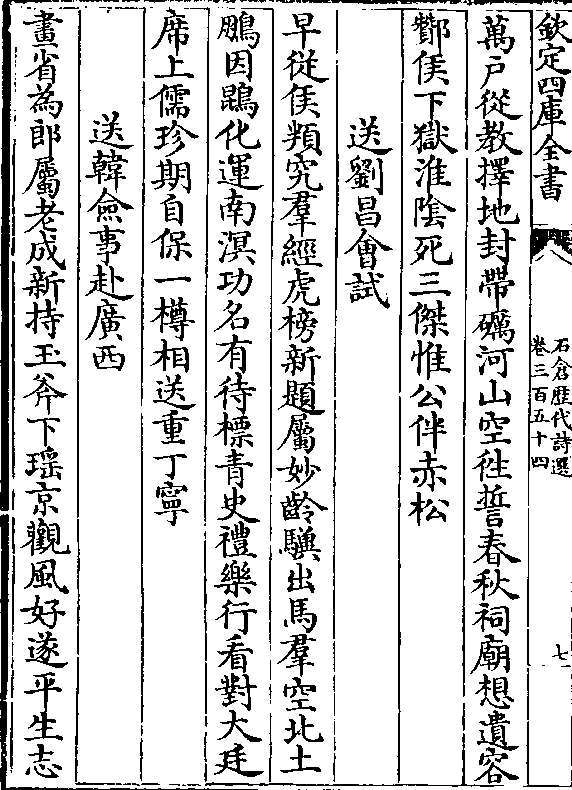 欽定四庫全書
石倉歷代詩選
卷三百五十四
七
萬戸從教擇地封帶礪河山空徃誓春秋祠廟想遺容
酇侯下獄淮隂死三傑惟公伴赤松
送劉昌會試
早従侯類究羣經虎榜新題屬妙齡驥出馬羣空北土
鵬因鵾化運南溟功名有待標青史禮樂行看對大廷
席上儒珍期自保一樽相送重丁寧
送韓僉事赴廣西
畫省為郎屬老成新持玉斧下瑶京觀風好遂平生志